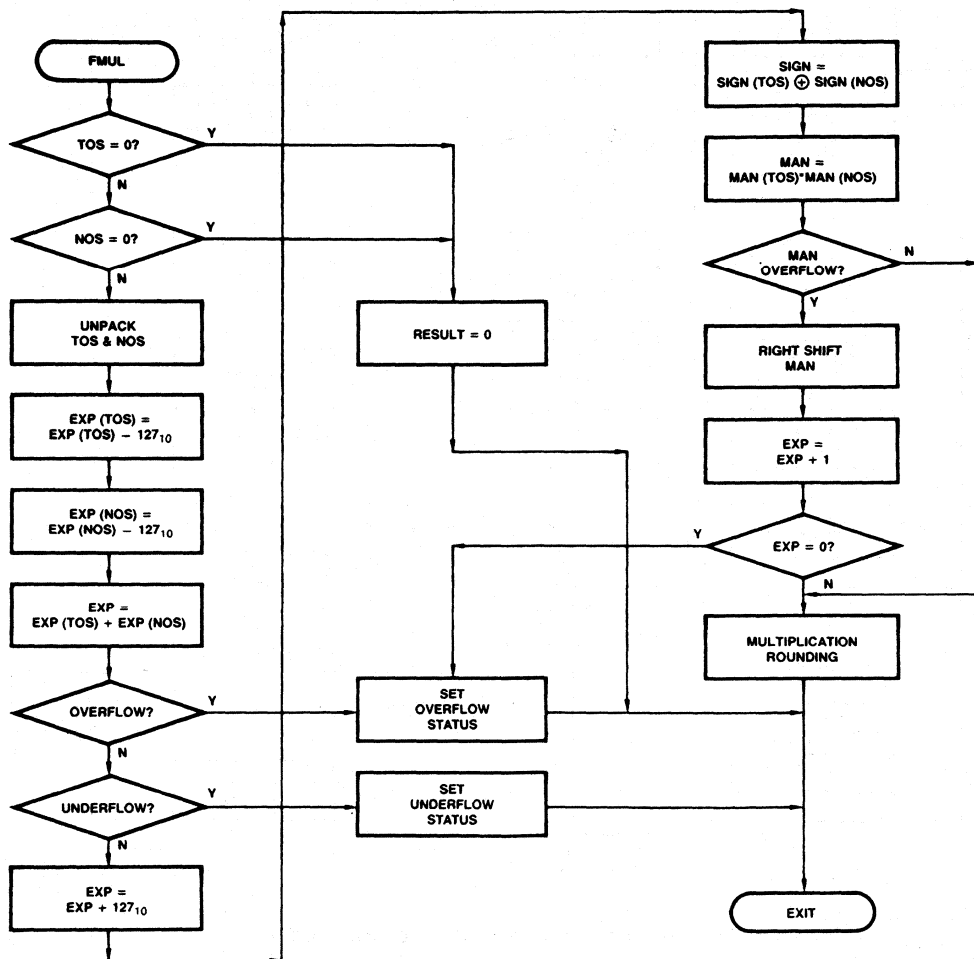 FMUL
TOS = 0?
Y
N
NOS = 0?
Y
N
UNPACK
TOS & NOS
EXP (TOS) =
EXP (TOS) – 127₁₀
EXP (NOS) =
EXP (NOS) – 127₁₀
EXP =
EXP (TOS) + EXP (NOS)
OVERFLOW?
Y
N
UNDERFLOW?
Y
N
EXP =
EXP + 127₁₀
RESULT = 0
SET
OVERFLOW
STATUS
SET
UNDERFLOW
STATUS
SIGN =
SIGN (TOS) ⊕ SIGN (NOS)
MAN =
MAN (TOS)*MAN (NOS)
MAN
OVERFLOW?
N
Y
RIGHT SHIFT
MAN
EXP =
EXP + 1
EXP = 0?
Y
N
MULTIPLICATION
ROUNDING
EXIT